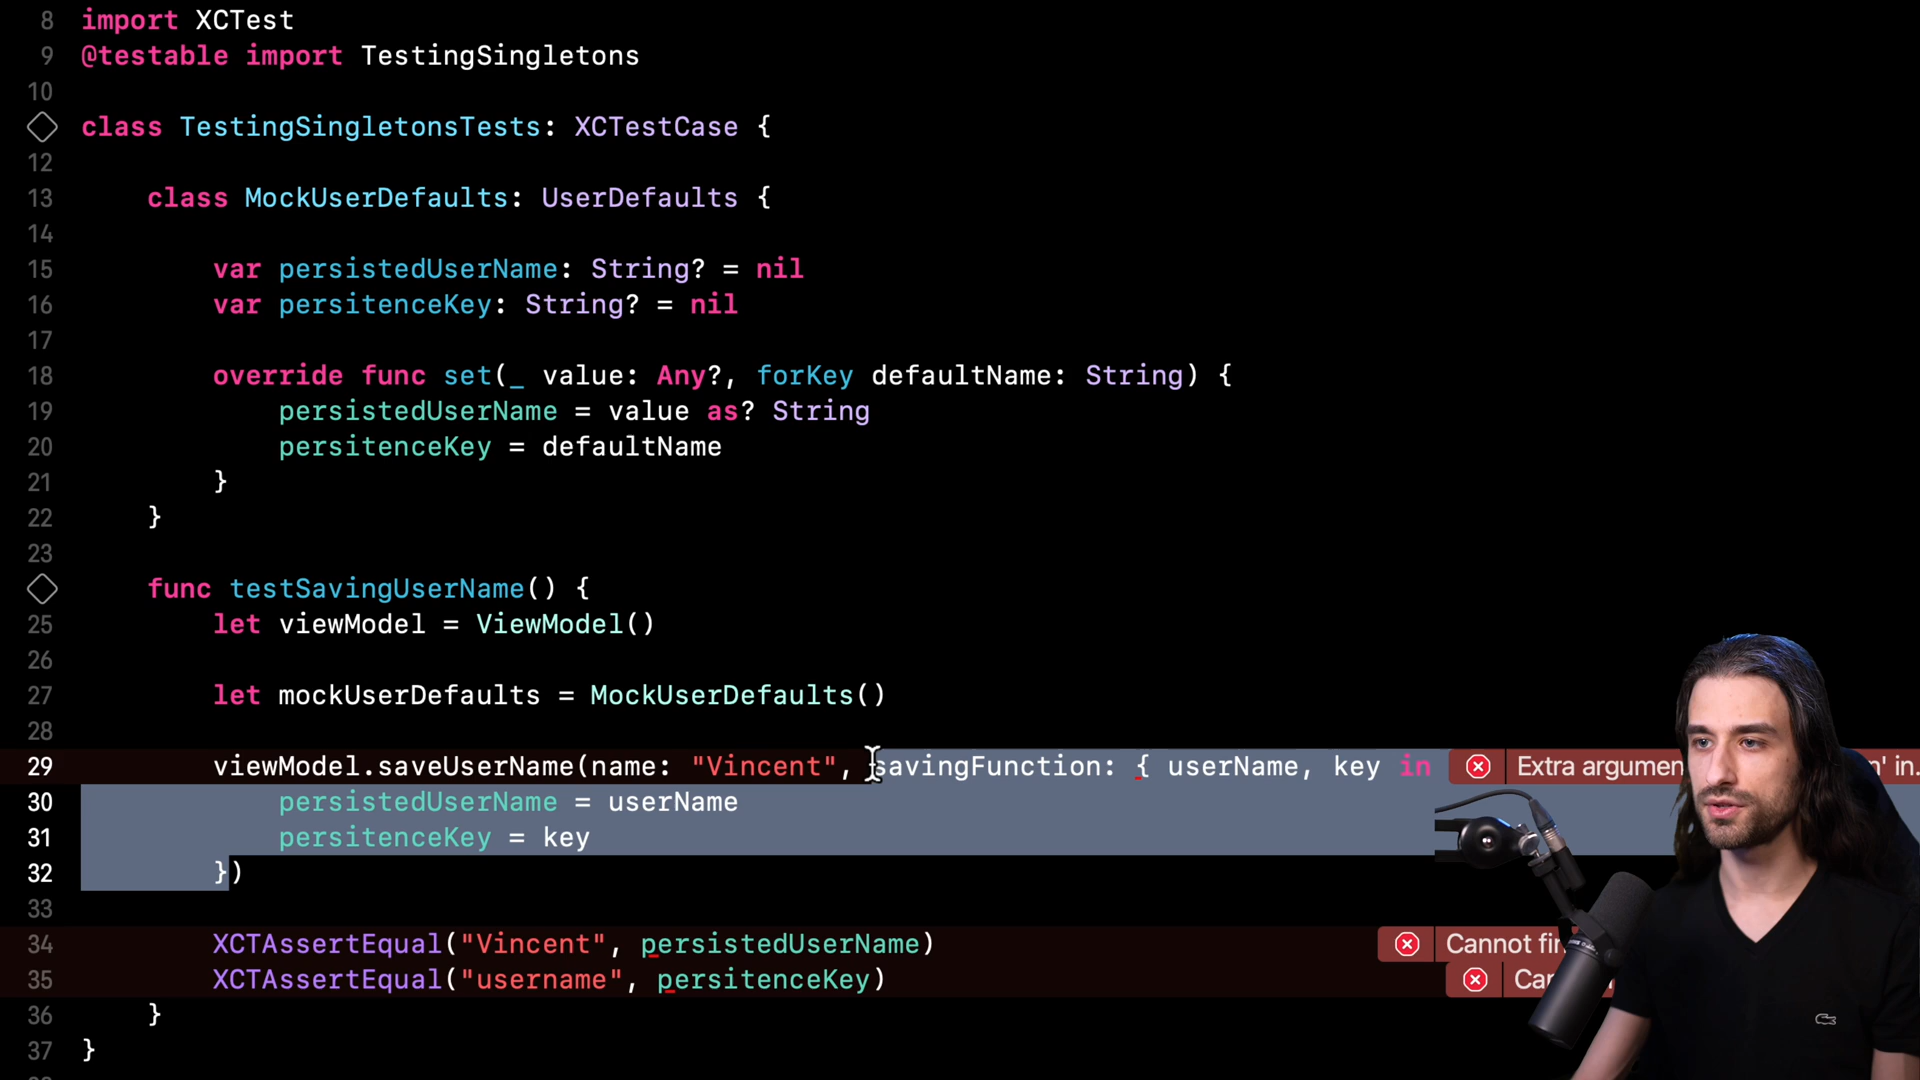 8 import XCTest
9 @testable import TestingSingletons
10
class TestingSingletonsTests: XCTestCase {
12
13 class MockUserDefaults: UserDefaults {
14
15 var persistedUserName: String? = nil
16 var persitenceKey: String? = nil
17
18 override func set(_ value: Any?, forKey defaultName: String) {
19 persistedUserName = value as? String
20 persitenceKey = defaultName
21 }
22 }
23
func testSavingUserName() {
25 let viewModel = ViewModel()
26
27 let mockUserDefaults = MockUserDefaults()
28
29 viewModel.saveUserName(name: "Vincent", savingFunction: { userName, key in Extra argumen n' in…
30 persistedUserName = userName
31 persitenceKey = key
32 })
33
34 XCTAssertEqual("Vincent", persistedUserName) Cannot fin
35 XCTAssertEqual("username", persitenceKey)
36 }
37 }